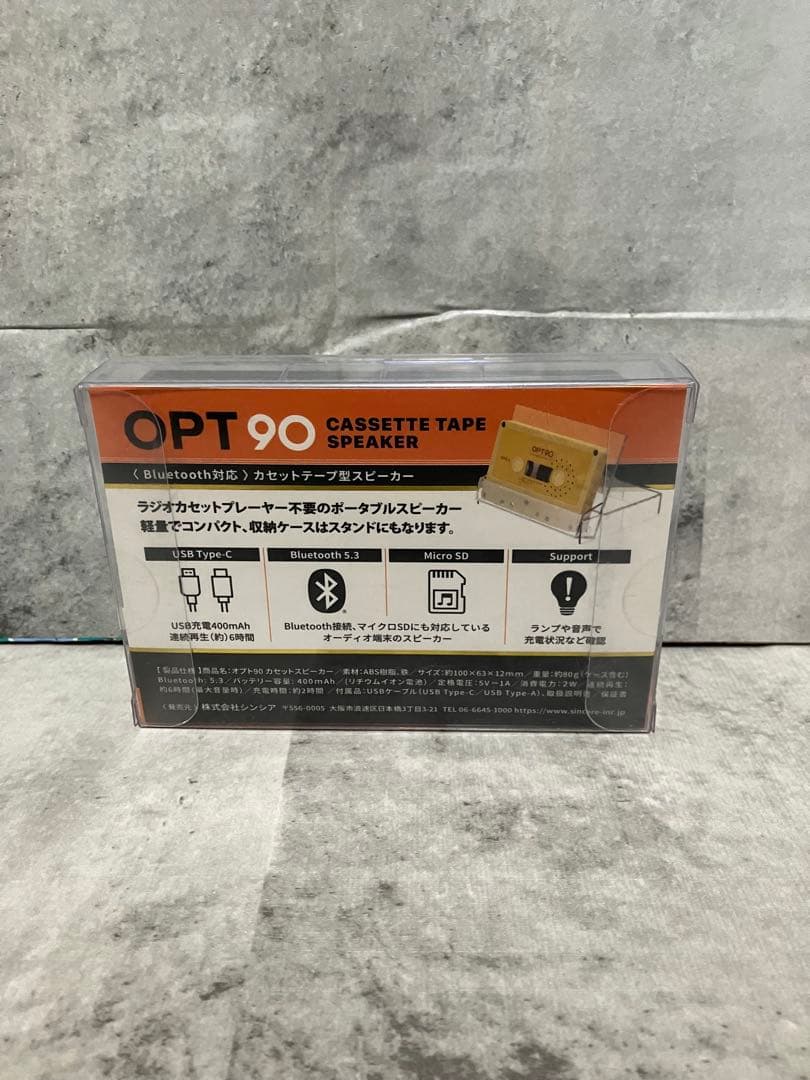 OPT 90 CASSETTE TAPE
SPEAKER
〈 Bluetooth対応 〉カセットテープ型スピーカー
OPT90
ラジオカセットプレーヤー不要のポータブルスピーカー
軽量でコンパクト、収納ケースはスタンドにもなります。
USB Type-C
Bluetooth 5.3
Micro SD
Support
USB充電400mAh
連続再生(約)6時間
Bluetooth接続、マイクロSDにも対応している
オーディオ端末のスピーカー
ランプや音声で
充電状況など確認
【製品仕様】商品名:オプト90 カセットスピーカー/素材:ABS樹脂、鉄/サイズ:約100×63×12mm/重量:約80g(ケース含む)
Bluetooth:5.3/バッテリー容量:400mAh/(リチウムイオン電池)/定格電圧:5V⎓1A/消費電力:2W/連続再生:
約6時間(最大音量時)/充電時間:約2時間/付属品:USBケーブル(USB Type-C/USB Type-A)、取扱説明書/保証書
〈発売元〉株式会社シンシア 〒556-0005 大阪市浪速区日本橋3丁目3-21 TEL 06-6645-1000 https://www.sincere-inc.jp